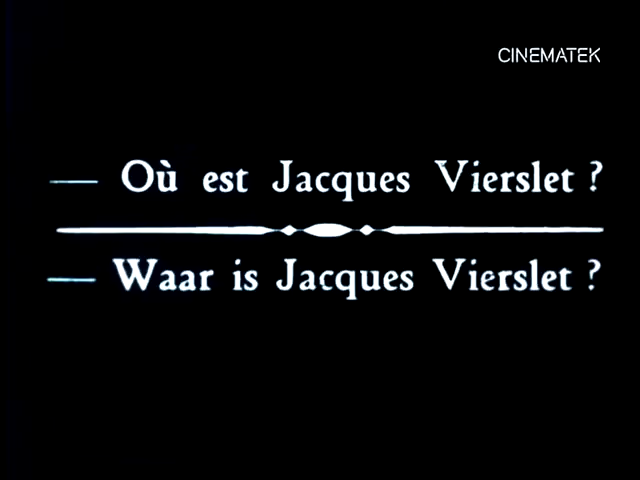 CINEMATEK
— Où est Jacques Vierslet ?
— Waar is Jacques Vierslet ?